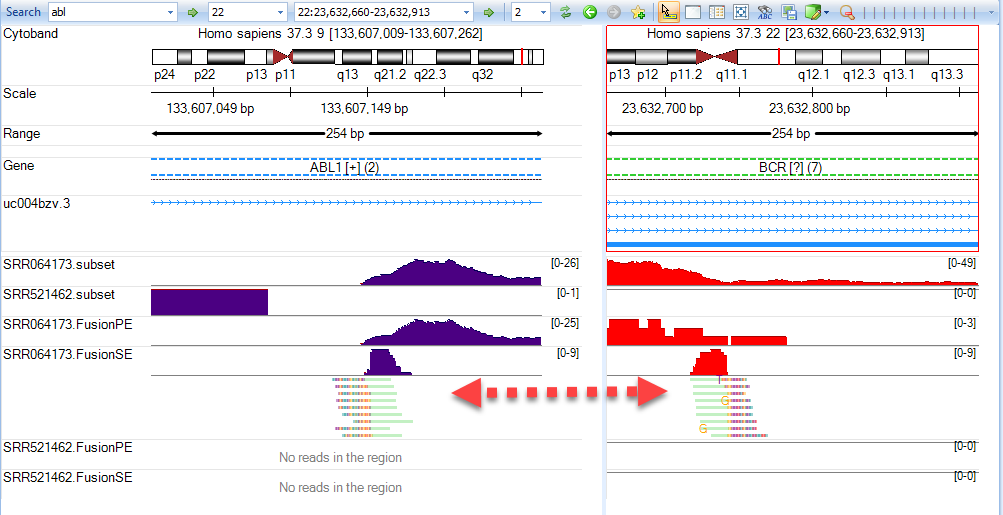 Search abl 22 22:23,632,660-23,632,913 2 ABC
Cytoband Homo sapiens 37.3 9 [133,607,009-133,607,262] Homo sapiens 37.3 22 [23,632,660-23,632,913]
p24 p22 p13 p11 q13 q21.2 q22.3 q32 p13 p12 p11.2 q11.1 q12.1 q12.3 q13.1 q13.3
Scale
133,607,049 bp 133,607,149 bp 23,632,700 bp 23,632,800 bp
Range 254 bp 254 bp
Gene ABL1 [+] (2) BCR [?] (7)
uc004bzv.3
SRR064173.subset [0-26] [0-49]
SRR521462.subset [0-1] [0-0]
SRR064173.FusionPE [0-25] [0-3]
SRR064173.FusionSE [0-9] [0-9]
T
G
G
SRR521462.FusionPE [0-0]
No reads in the region
SRR521462.FusionSE [0-0]
No reads in the region